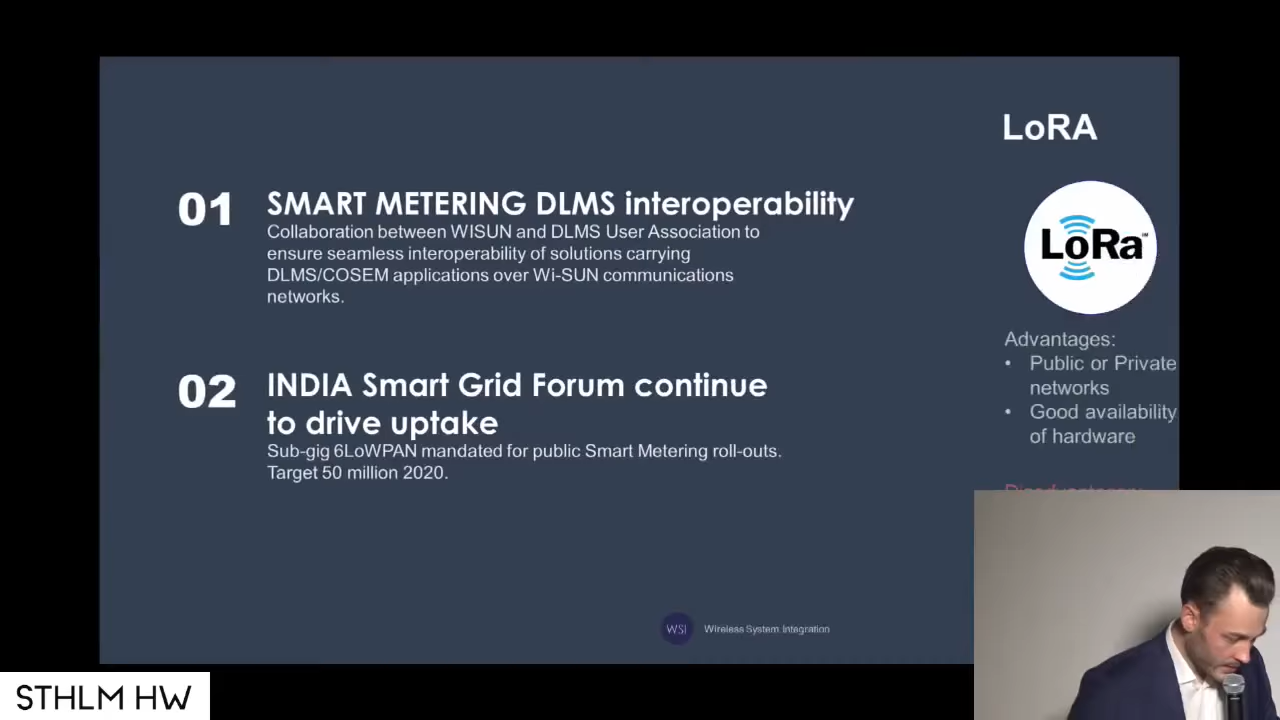 LoRA
01
SMART METERING DLMS interoperability
Collaboration between WISUN and DLMS User Association to
ensure seamless interoperability of solutions carrying
DLMS/COSEM applications over Wi-SUN communications
networks.
LoRa™
Advantages:
• Public or Private
networks
• Good availability
of hardware
02
INDIA Smart Grid Forum continue
to drive uptake
Sub-gig 6LoWPAN mandated for public Smart Metering roll-outs.
Target 50 million 2020.
WSI
Wireless System Integration
STHLM HW